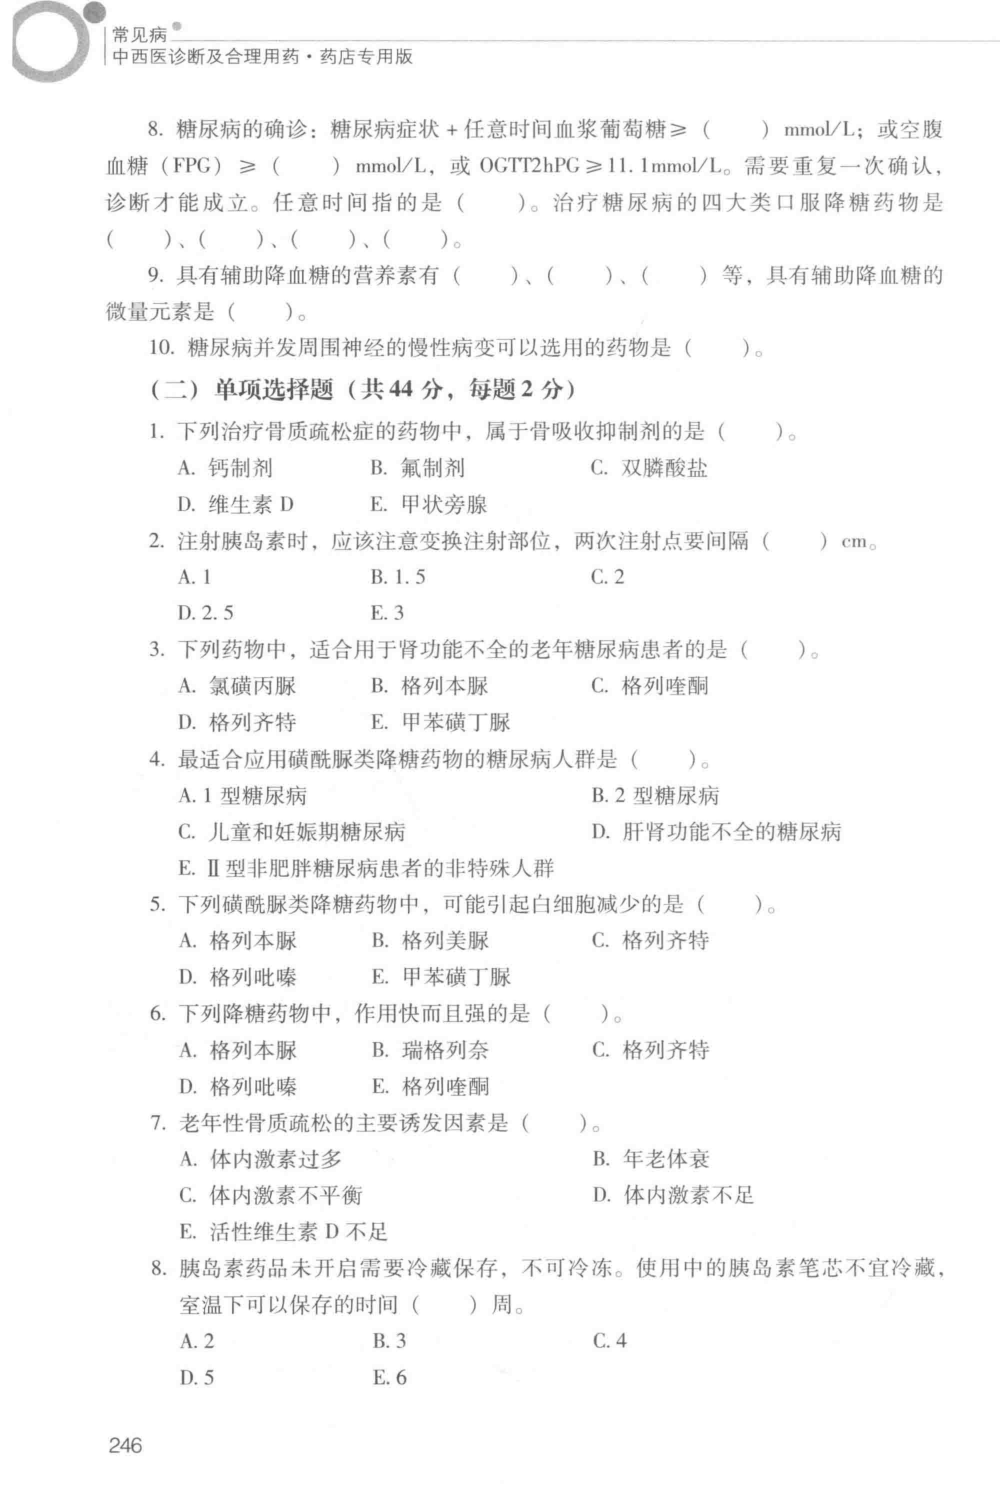 常见病
中西医诊断及合理用药·药店专用版
8. 糖尿病的确诊：糖尿病症状 + 任意时间血浆葡萄糖≥（　　）mmol/L；或空腹
血糖（FPG）≥（　　）mmol/L，或 OGTT2hPG≥11.1mmol/L。需要重复一次确认，
诊断才能成立。任意时间指的是（　　）。治疗糖尿病的四大类口服降糖药物是
（　　）、（　　）、（　　）、（　　）。
9. 具有辅助降血糖的营养素有（　　）、（　　）、（　　）等，具有辅助降血糖的
微量元素是（　　）。
10. 糖尿病并发周围神经的慢性病变可以选用的药物是（　　）。
（二）单项选择题（共 44 分，每题 2 分）
1. 下列治疗骨质疏松症的药物中，属于骨吸收抑制剂的是（　　）。
A. 钙制剂　　B. 氟制剂　　C. 双膦酸盐
D. 维生素 D　　E. 甲状旁腺
2. 注射胰岛素时，应该注意变换注射部位，两次注射点要间隔（　　）cm。
A. 1　　B. 1.5　　C. 2
D. 2.5　　E. 3
3. 下列药物中，适合用于肾功能不全的老年糖尿病患者的是（　　）。
A. 氯磺丙脲　　B. 格列本脲　　C. 格列喹酮
D. 格列齐特　　E. 甲苯磺丁脲
4. 最适合应用磺酰脲类降糖药物的糖尿病人群是（　　）。
A. 1 型糖尿病　　B. 2 型糖尿病
C. 儿童和妊娠期糖尿病　　D. 肝肾功能不全的糖尿病
E. Ⅱ型非肥胖糖尿病患者的非特殊人群
5. 下列磺酰脲类降糖药物中，可能引起白细胞减少的是（　　）。
A. 格列本脲　　B. 格列美脲　　C. 格列齐特
D. 格列吡嗪　　E. 甲苯磺丁脲
6. 下列降糖药物中，作用快而且强的是（　　）。
A. 格列本脲　　B. 瑞格列奈　　C. 格列齐特
D. 格列吡嗪　　E. 格列喹酮
7. 老年性骨质疏松的主要诱发因素是（　　）。
A. 体内激素过多　　B. 年老体衰
C. 体内激素不平衡　　D. 体内激素不足
E. 活性维生素 D 不足
8. 胰岛素药品未开启需要冷藏保存，不可冷冻。使用中的胰岛素笔芯不宜冷藏，
室温下可以保存的时间（　　）周。
A. 2　　B. 3　　C. 4
D. 5　　E. 6
246